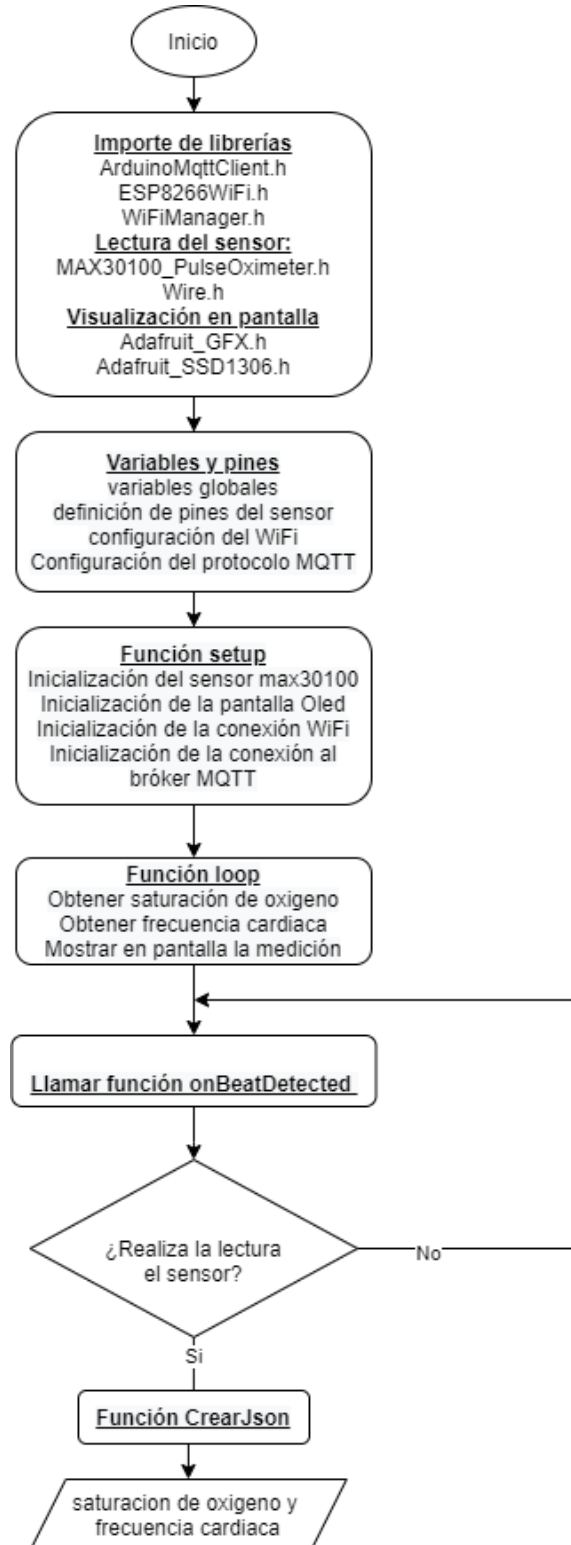 Inicio
Importe de librerías
ArduinoMqttClient.h
ESP8266WiFi.h
WiFiManager.h
Lectura del sensor:
MAX30100_PulseOximeter.h
Wire.h
Visualización en pantalla
Adafruit_GFX.h
Adafruit_SSD1306.h
Variables y pines
variables globales
definición de pines del sensor
configuración del WiFi
Configuración del protocolo MQTT
Función setup
Inicialización del sensor max30100
Inicialización de la pantalla Oled
Inicialización de la conexión WiFi
Inicialización de la conexión al
bróker MQTT
Función loop
Obtener saturación de oxigeno
Obtener frecuencia cardiaca
Mostrar en pantalla la medición
Llamar función onBeatDetected
¿Realiza la lectura
el sensor?
No
Si
Función CrearJson
saturacion de oxigeno y
frecuencia cardiaca